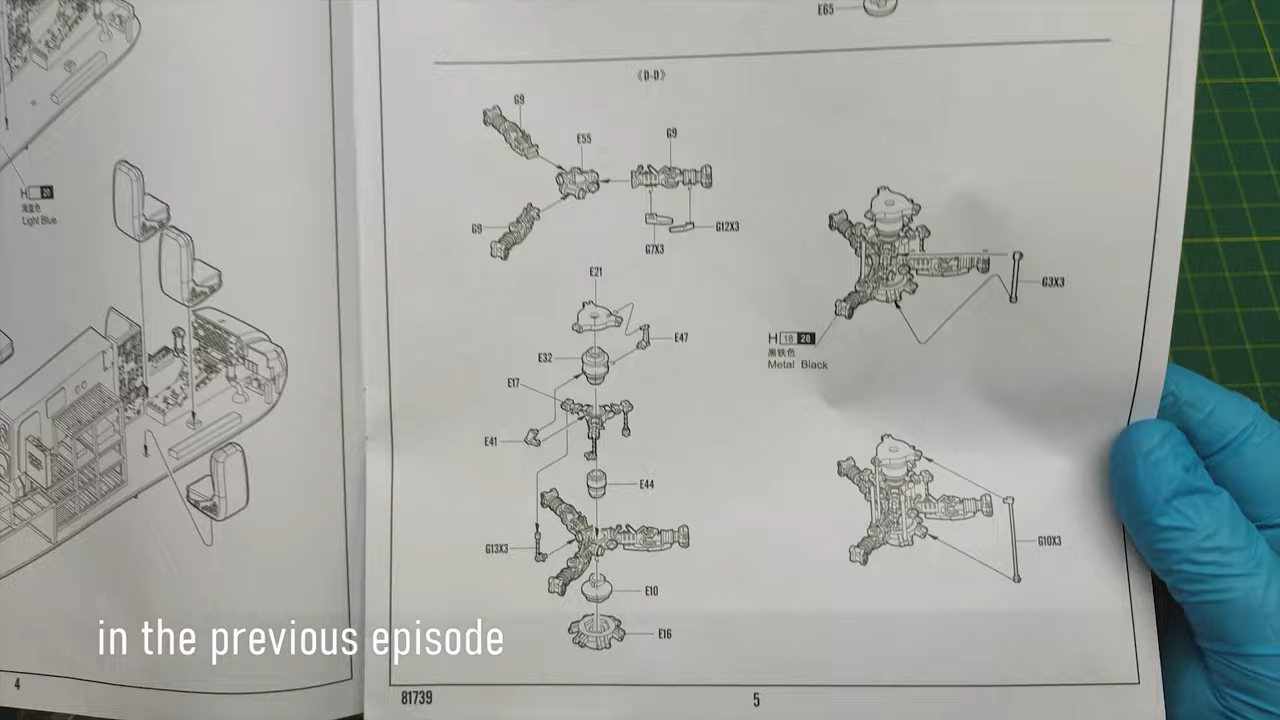 H 20
浅蓝色
Light Blue
4
E65
《D-D》
G9
E55
G9
G9
G7X3
G12X3
E21
E47
E32
E17
E41
E44
G13X3
E10
E16
G3X3
H 18 28
黑铁色
Metal Black
G10X3
81739
5
in the previous episode